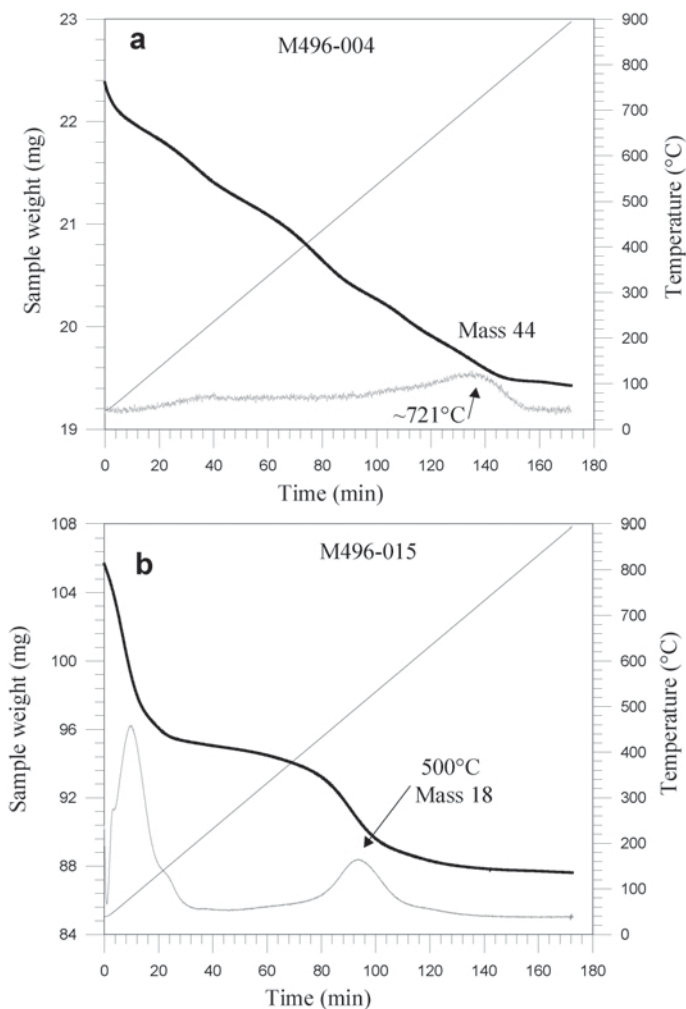 a
M496-004
Sample weight (mg)
23
22
21
20
19
Temperature (°C)
900
800
700
600
500
400
300
200
100
0
Mass 44
~721°C
0 20 40 60 80 100 120 140 160 180
Time (min)
b
M496-015
Sample weight (mg)
108
104
100
96
92
88
84
Temperature (°C)
900
800
700
600
500
400
300
200
100
0
500°C
Mass 18
0 20 40 60 80 100 120 140 160 180
Time (min)